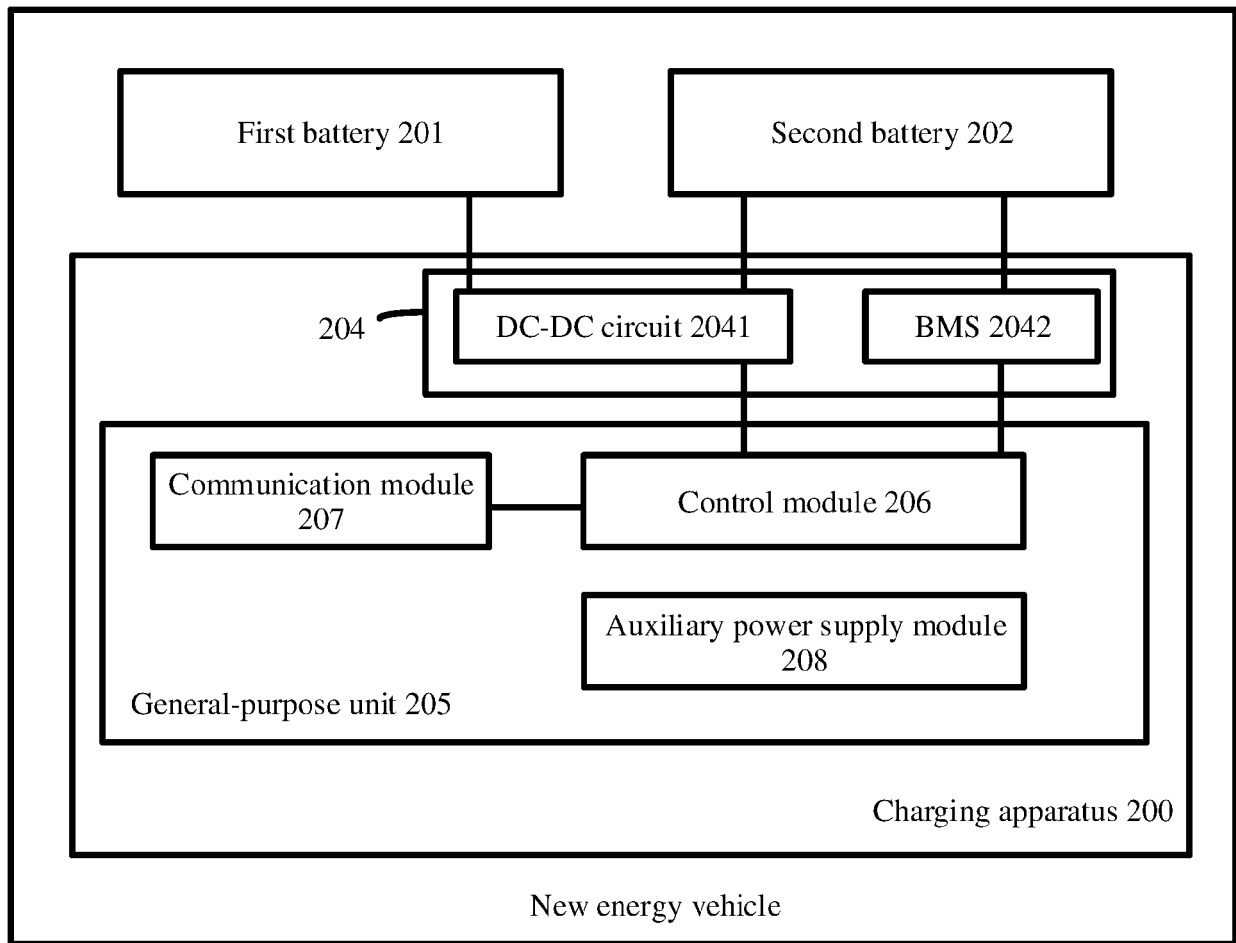 First battery 201
Second battery 202
204
DC-DC circuit 2041
BMS 2042
Communication module
207
Control module 206
Auxiliary power supply module
208
General-purpose unit 205
Charging apparatus 200
New energy vehicle